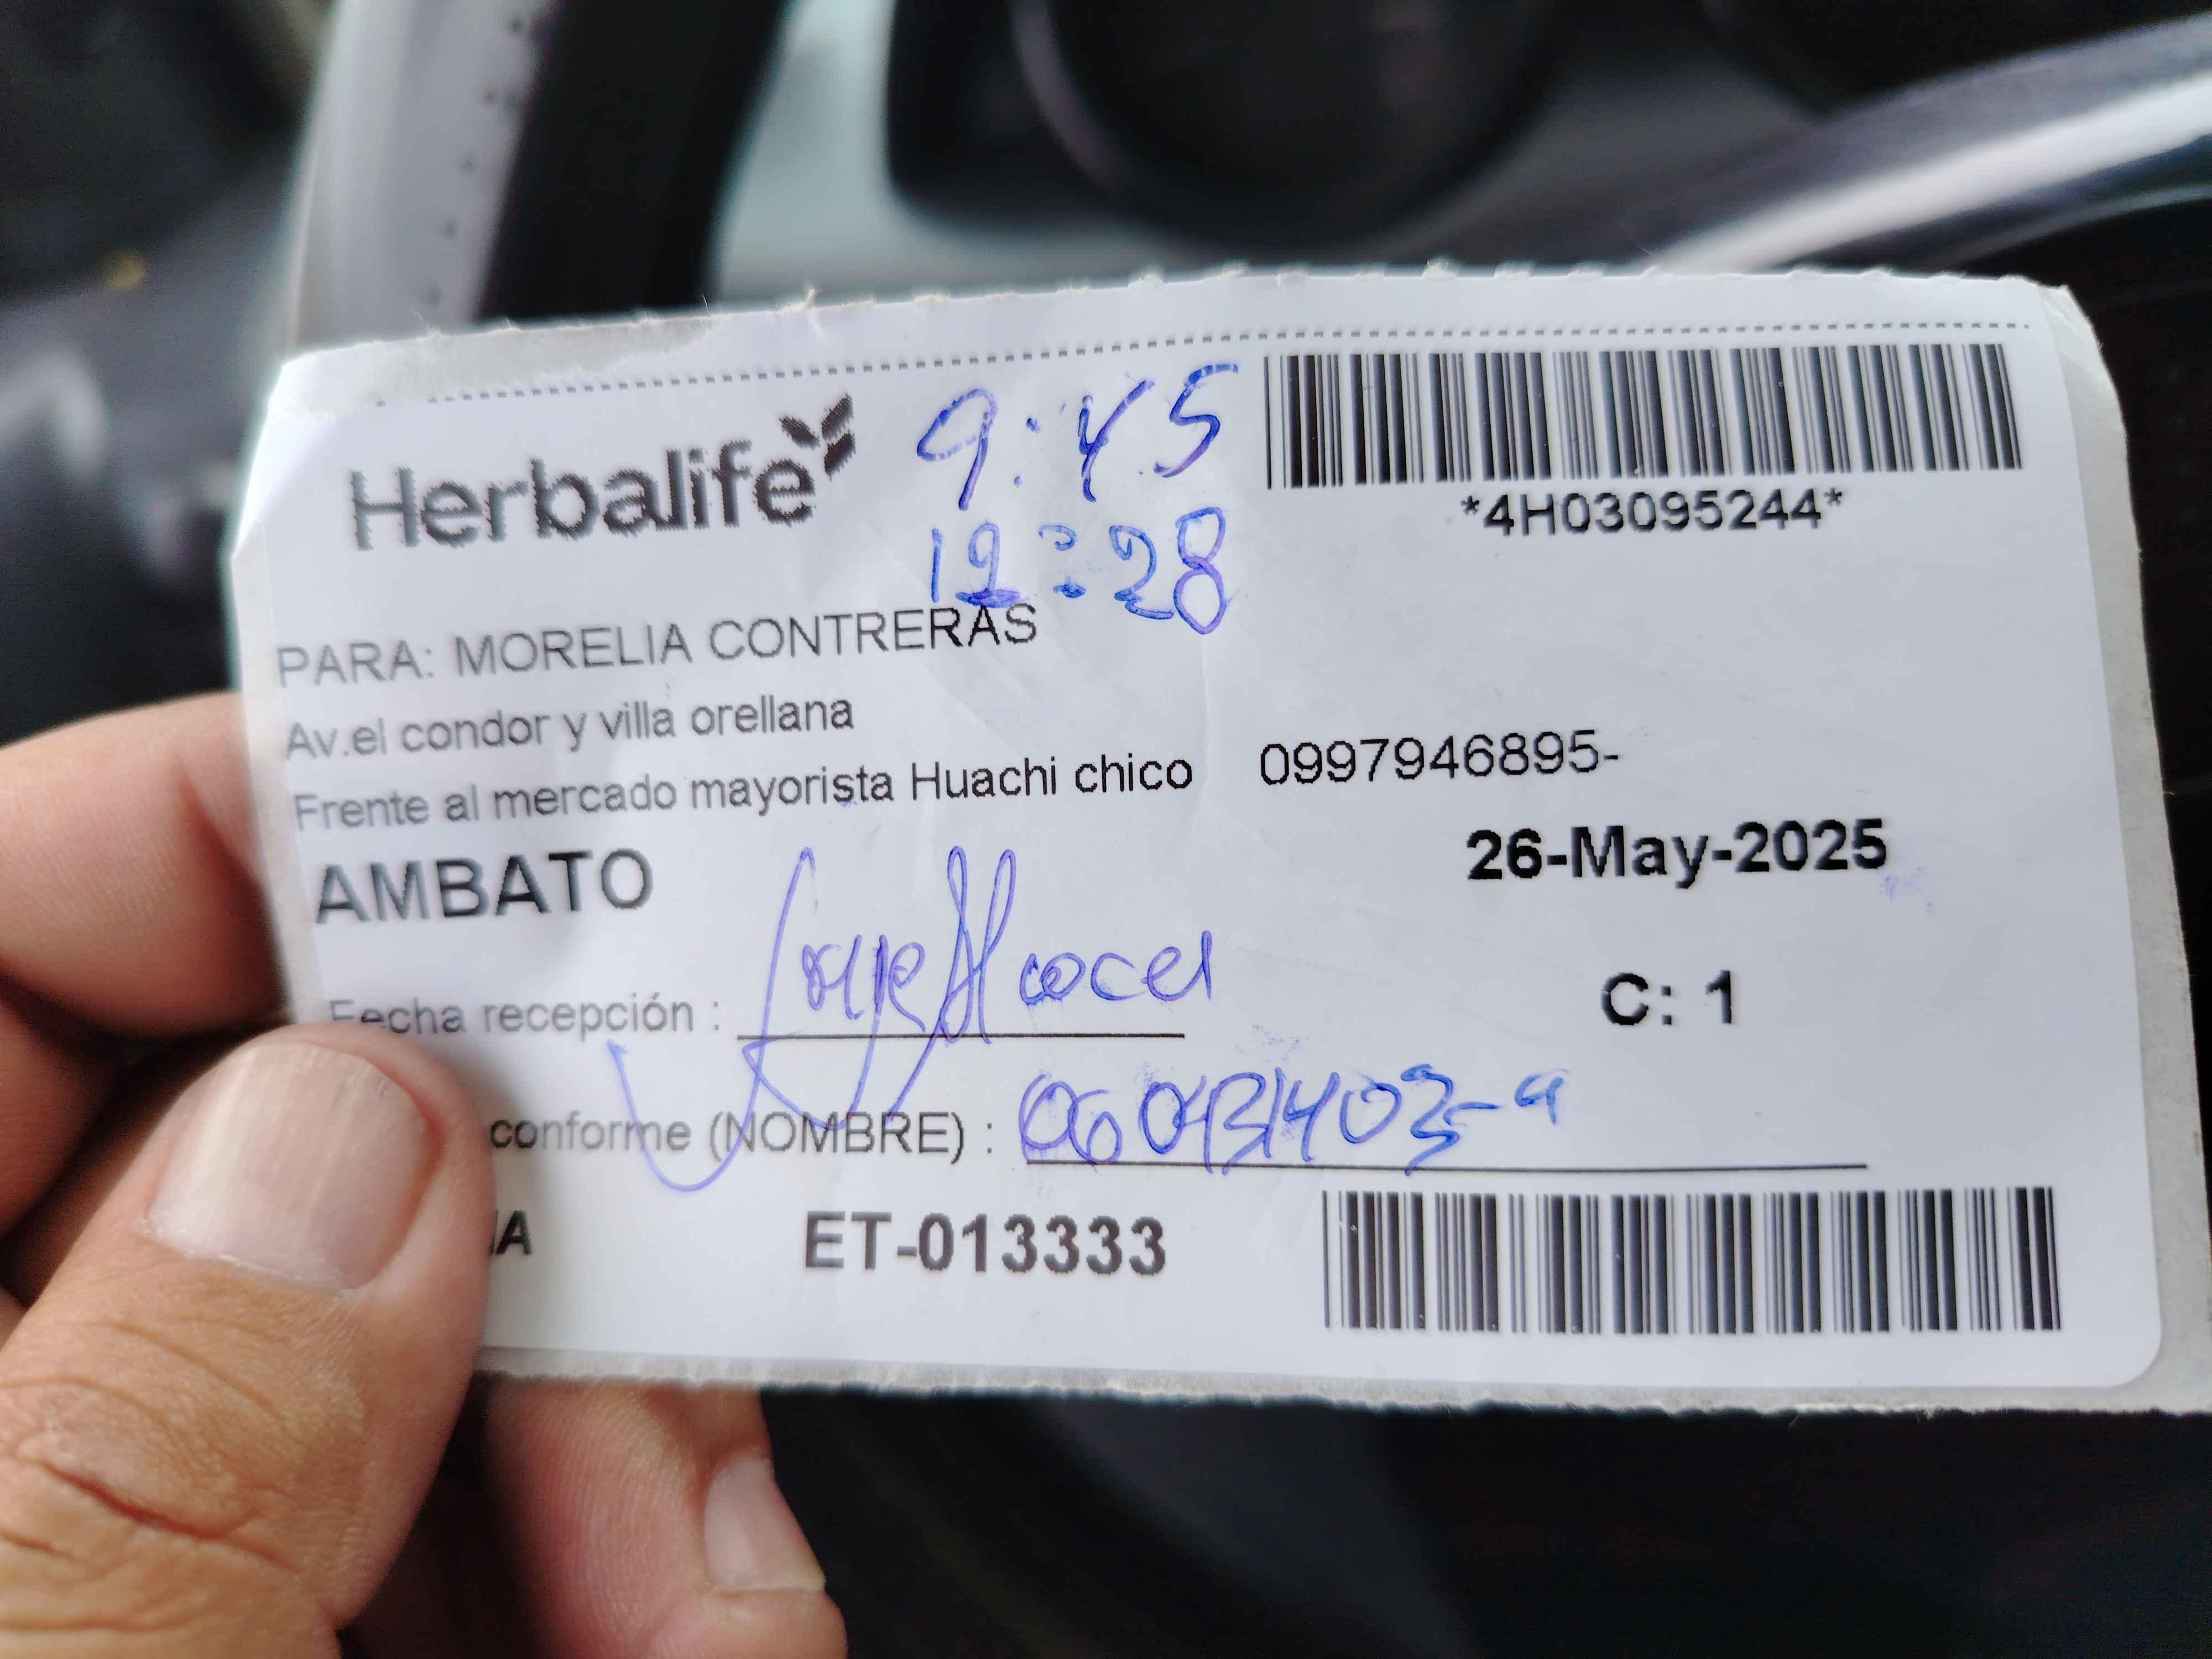 Herbalife
9:45
12:28
*4H03095244*
PARA: MORELIA CONTRERAS
Av.el condor y villa orellana
Frente al mercado mayorista Huachi chico 0997946895-
AMBATO
26-May-2025
Fecha recepción :
C: 1
conforme (NOMBRE) :
ET-013333